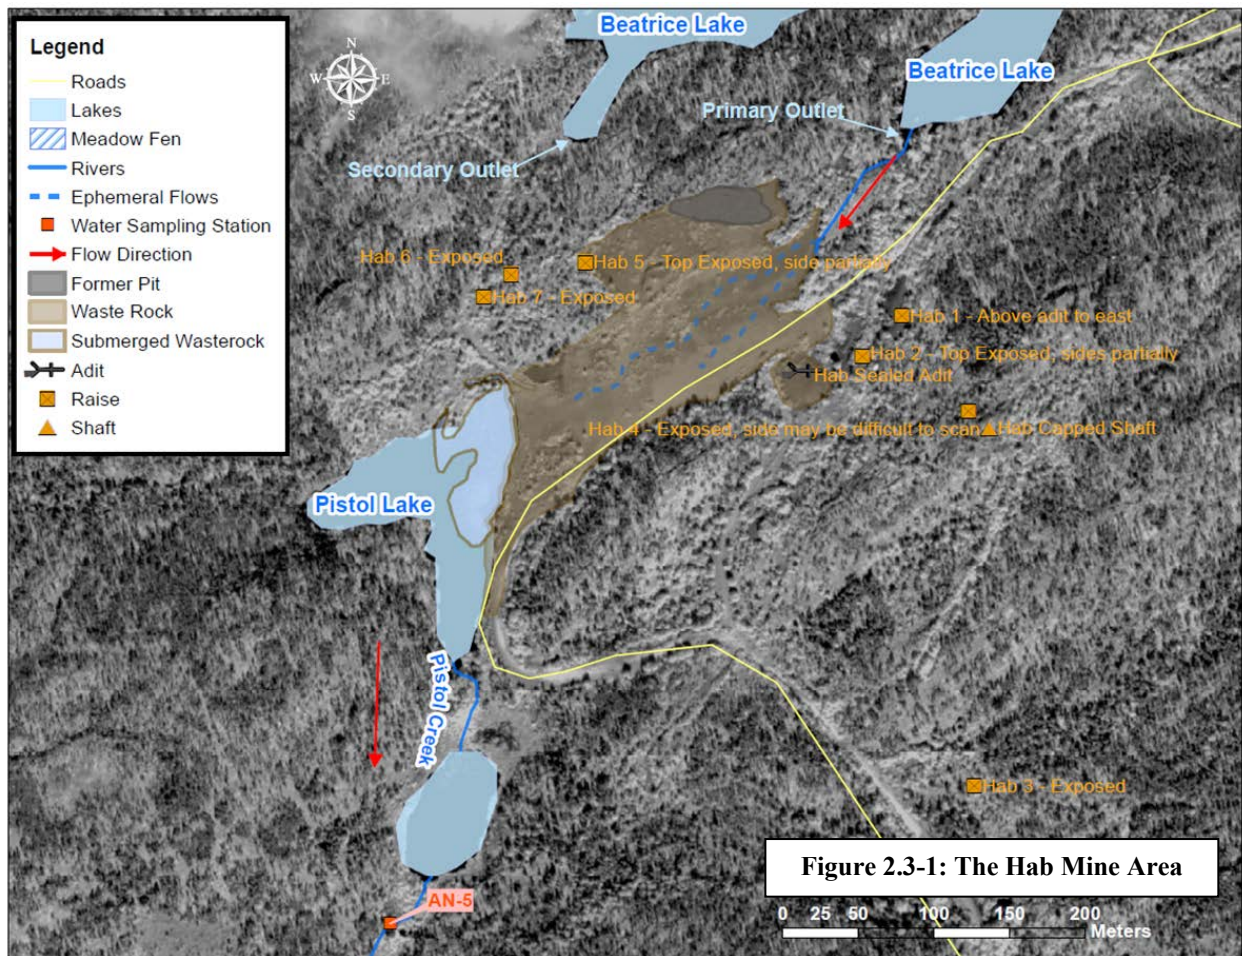 Legend
Roads
Lakes
Meadow Fen
Rivers
Ephemeral Flows
Water Sampling Station
Flow Direction
Former Pit
Waste Rock
Submerged Wasterock
Adit
Raise
Shaft
N
W E
S
Beatrice Lake
Beatrice Lake
Primary Outlet
Secondary Outlet
Hab 6 - Exposed
Hab 5 - Top Exposed, side partially
Hab 7 - Exposed
Hab 1 - Above adit to east
Hab 2 - Top Exposed, sides partially
Hab Sealed Adit
Hab 4 - Exposed, side may be difficult to scan
Hab Capped Shaft
Pistol Lake
Pistol Creek
Hab 3 - Exposed
AN-5
Figure 2.3-1: The Hab Mine Area
0 25 50 100 150 200
Meters